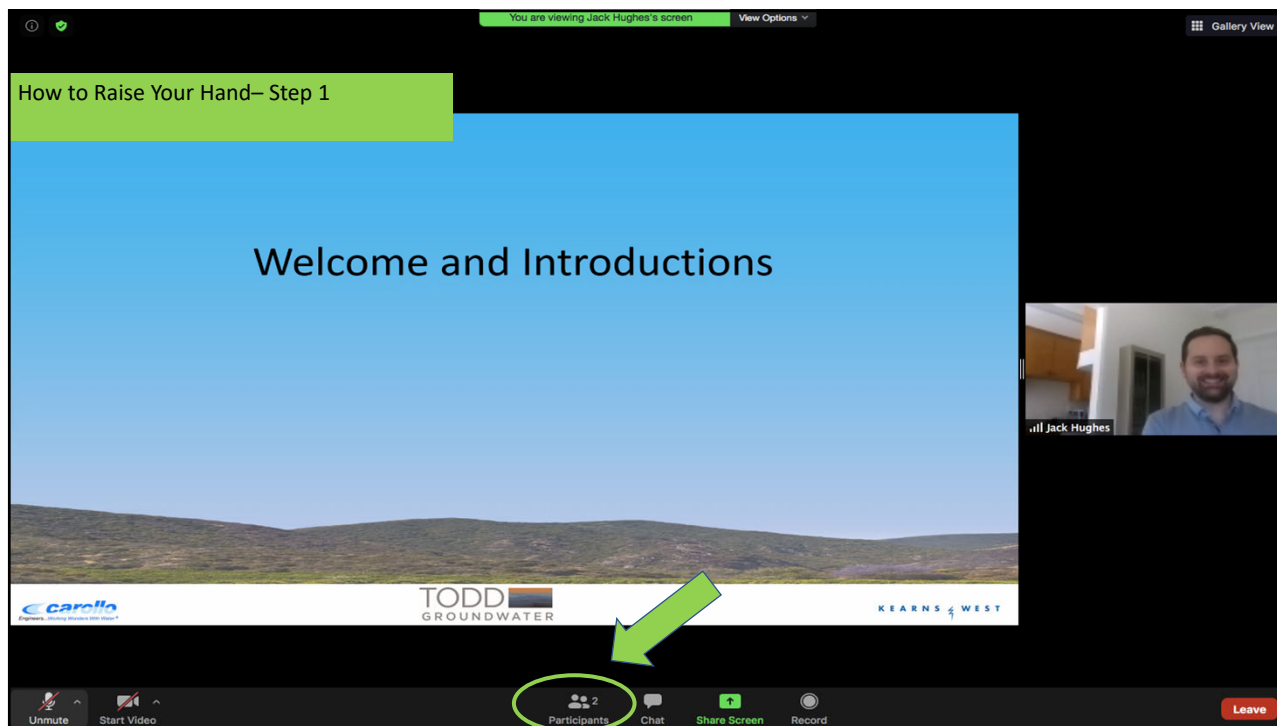 You are viewing Jack Hughes's screen
View Options
Gallery View
How to Raise Your Hand– Step 1
Welcome and Introductions
Jack Hughes
carollo
Engineers...Working Wonders With Water®
TODD
GROUNDWATER
KEARNS & WEST
2
Unmute
Start Video
Participants
Chat
Share Screen
Record
Leave